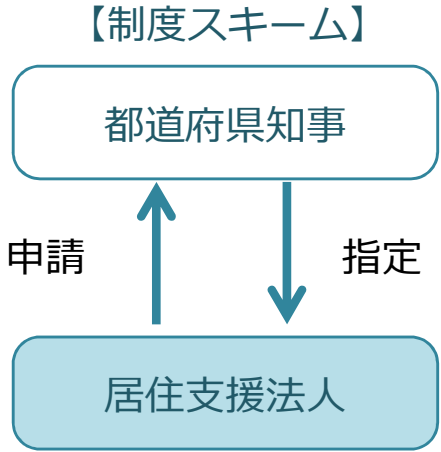 【制度スキーム】
都道府県知事
申請
指定
居住支援法人